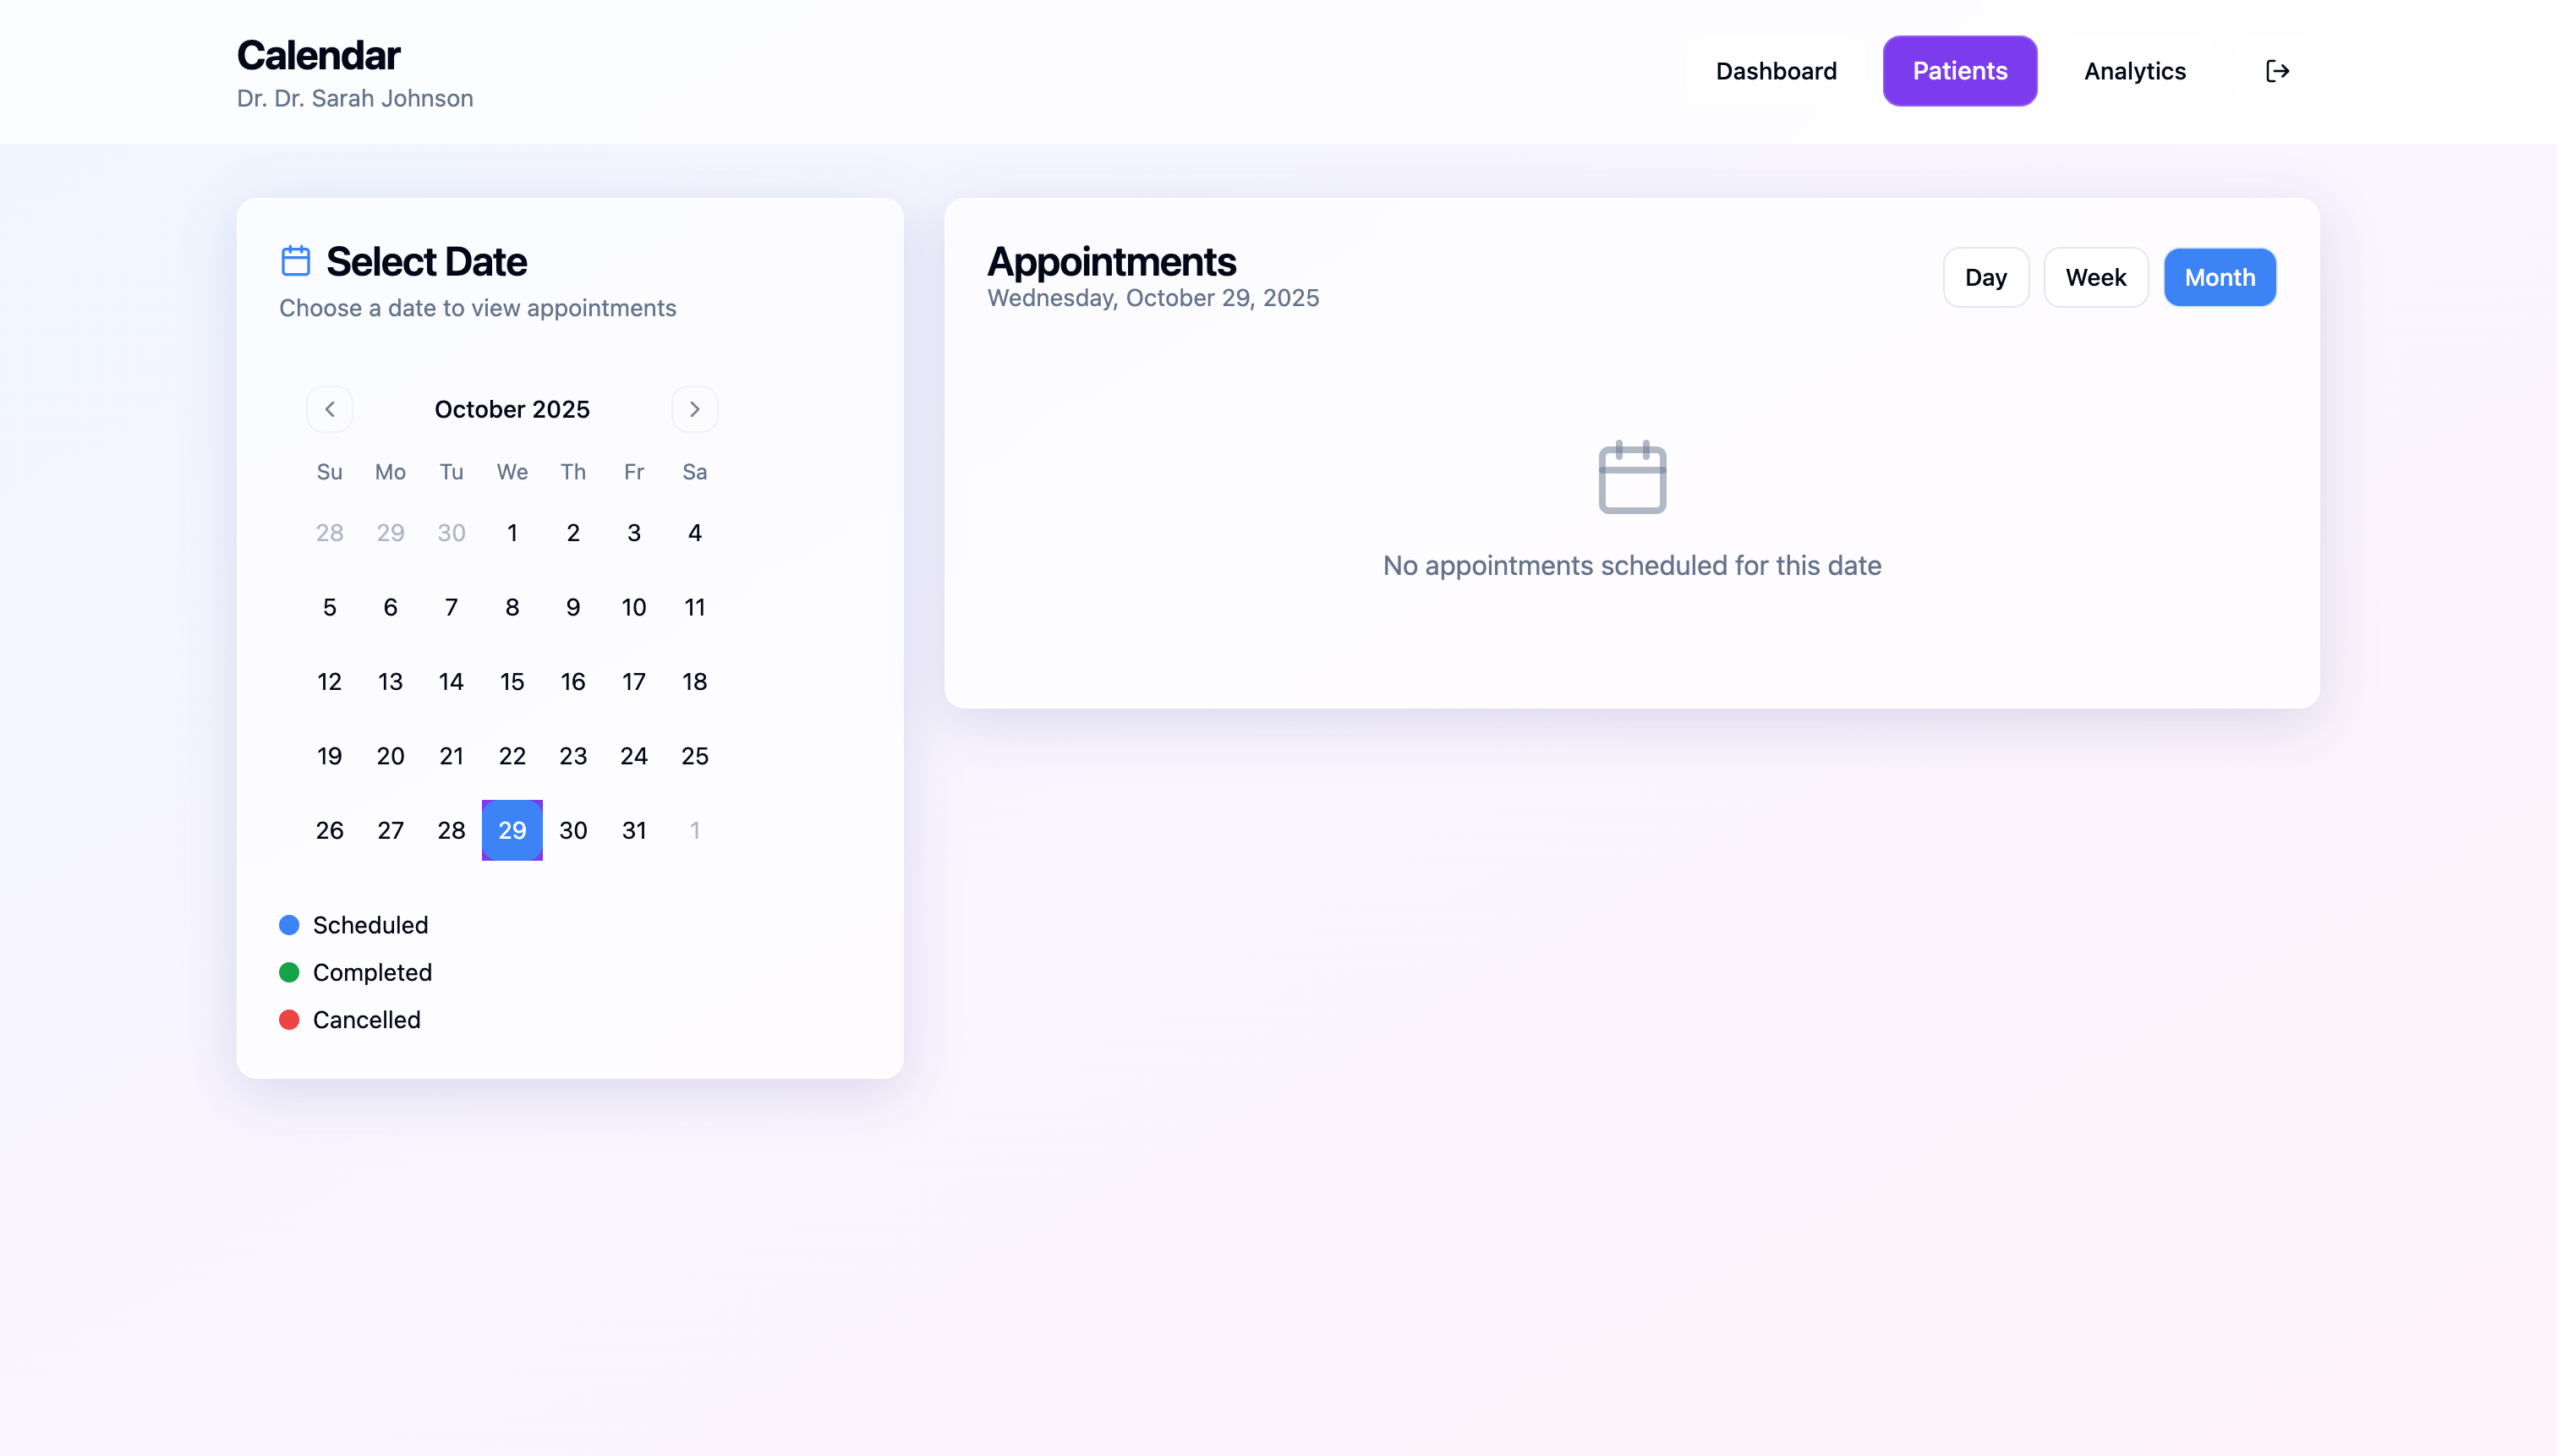 Calendar
Dr. Dr. Sarah Johnson
Dashboard
Patients
Analytics
Select Date
Choose a date to view appointments
October 2025
Su Mo Tu We Th Fr Sa
28 29 30 1 2 3 4
5 6 7 8 9 10 11
12 13 14 15 16 17 18
19 20 21 22 23 24 25
26 27 28 29 30 31 1
Scheduled
Completed
Cancelled
Appointments
Wednesday, October 29, 2025
Day
Week
Month
No appointments scheduled for this date